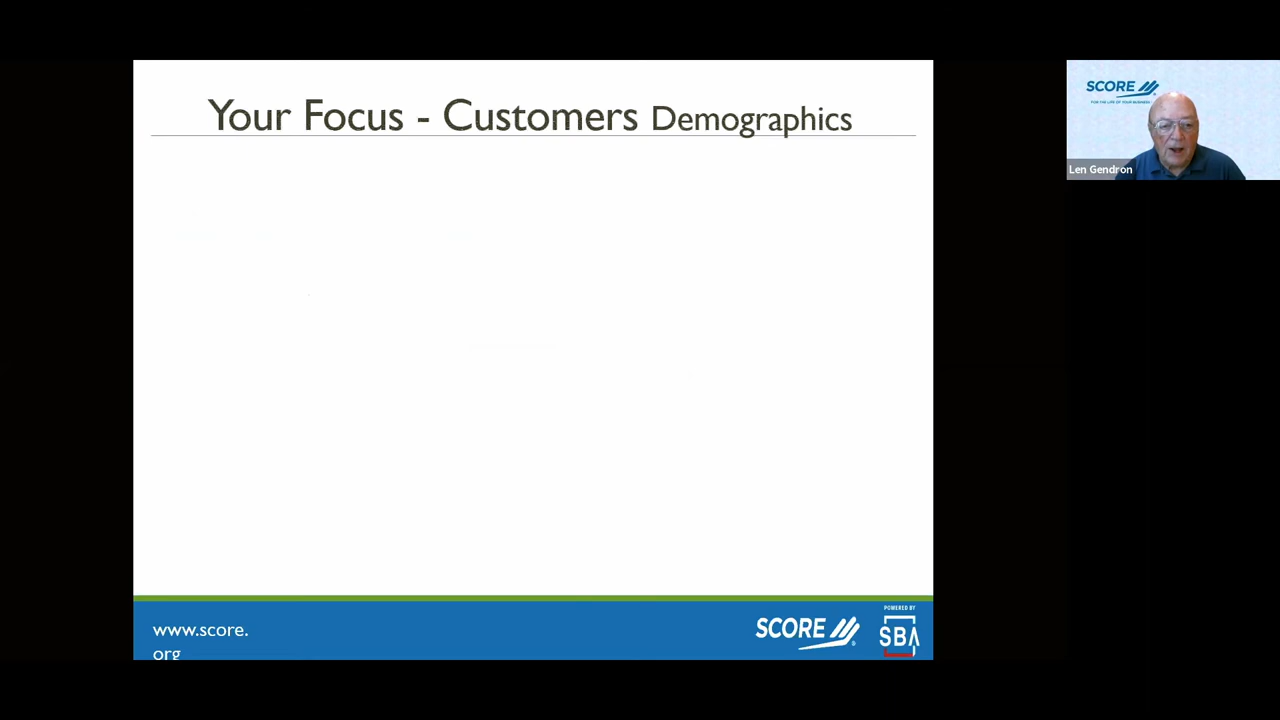 Your Focus - Customers Demographics
SCORE
FOR THE LIFE OF YOUR BUSINESS
Len Gendron
www.score.
org
SCORE
POWERED BY
SBA